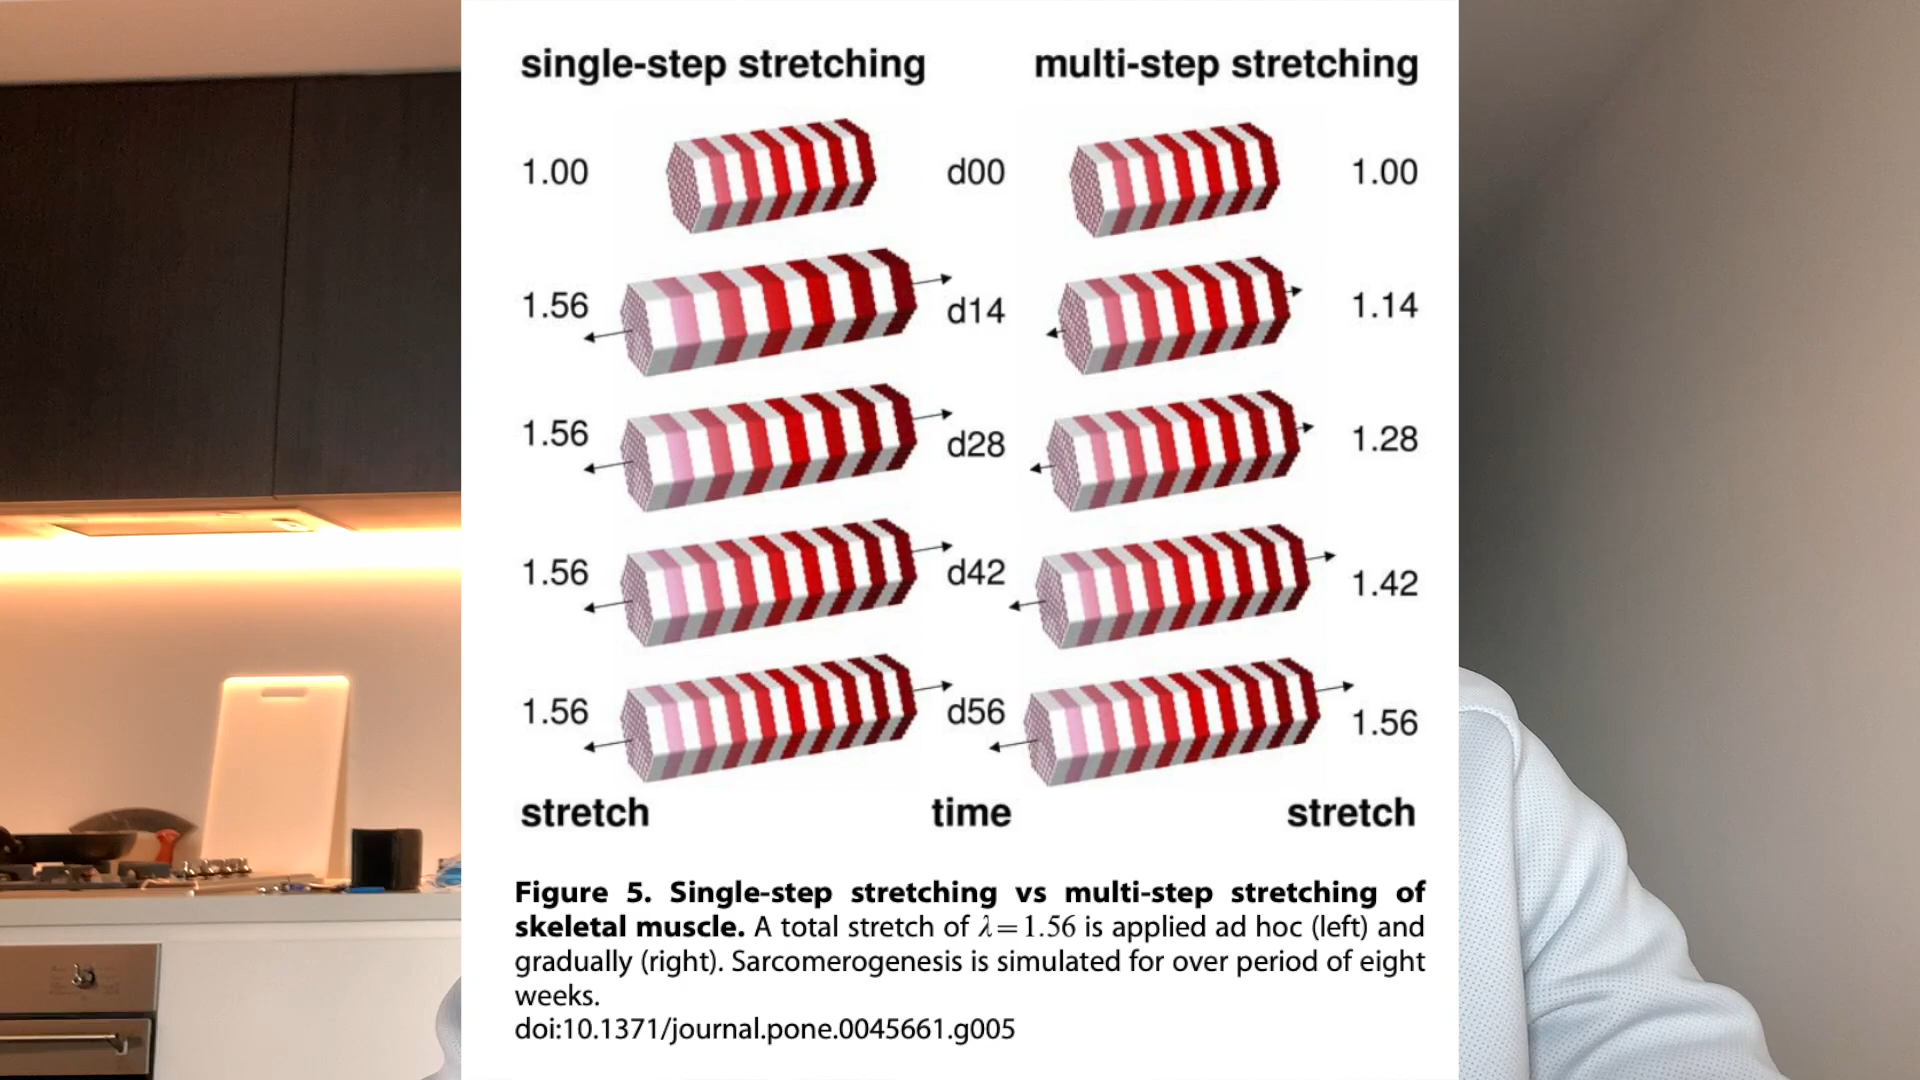 single-step stretching
multi-step stretching
1.00 d00 1.00
1.56 d14 1.14
1.56 d28 1.28
1.56 d42 1.42
1.56 d56 1.56
stretch time stretch
Figure 5. Single-step stretching vs multi-step stretching of
skeletal muscle. A total stretch of λ=1.56 is applied ad hoc (left) and
gradually (right). Sarcomerogenesis is simulated for over period of eight
weeks.
doi:10.1371/journal.pone.0045661.g005